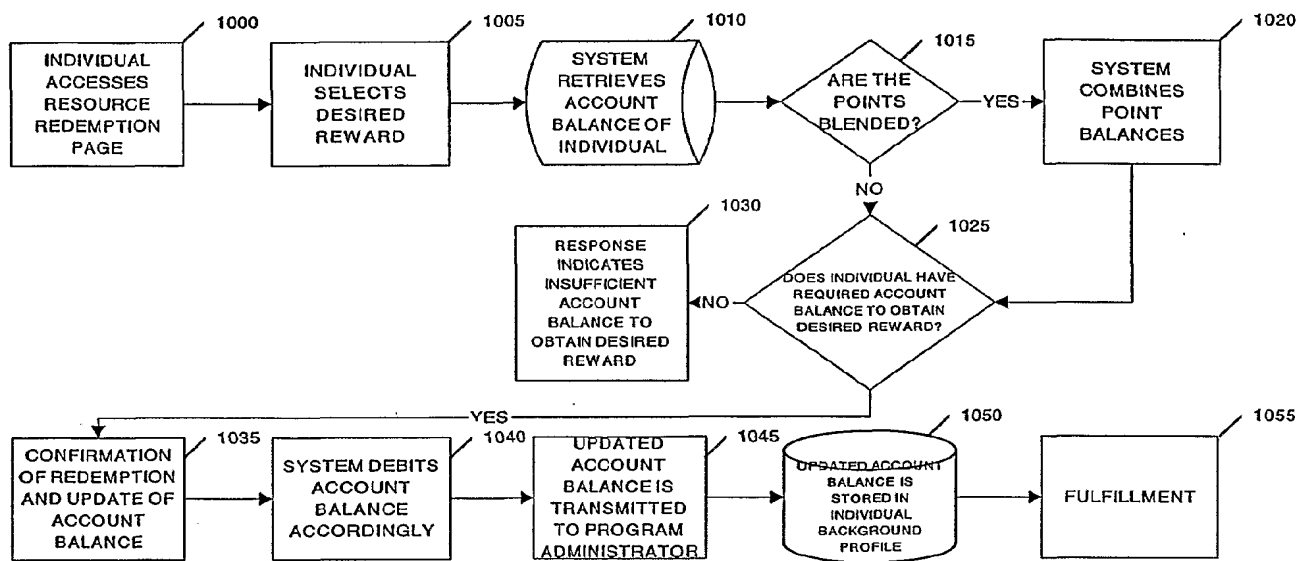 1000
INDIVIDUAL
ACCESSES
RESOURCE
REDEMPTION
PAGE
1005
INDIVIDUAL
SELECTS
DESIRED
REWARD
1010
SYSTEM
RETRIEVES
ACCOUNT
BALANCE OF
INDIVIDUAL
1015
ARE THE
POINTS
BLENDED?
YES
1020
SYSTEM
COMBINES
POINT
BALANCES
NO
1025
DOES INDIVIDUAL HAVE
REQUIRED ACCOUNT
BALANCE TO OBTAIN
DESIRED REWARD?
NO
1030
RESPONSE
INDICATES
INSUFFICIENT
ACCOUNT
BALANCE TO
OBTAIN DESIRED
REWARD
YES
1035
CONFIRMATION
OF REDEMPTION
AND UPDATE OF
ACCOUNT
BALANCE
1040
SYSTEM DEBITS
ACCOUNT
BALANCE
ACCORDINGLY
1045
UPDATED
ACCOUNT
BALANCE IS
TRANSMITTED
TO PROGRAM
ADMINISTRATOR
1050
UPDATED ACCOUNT
BALANCE IS
STORED IN
INDIVIDUAL
BACKGROUND
PROFILE
1055
FULFILLMENT